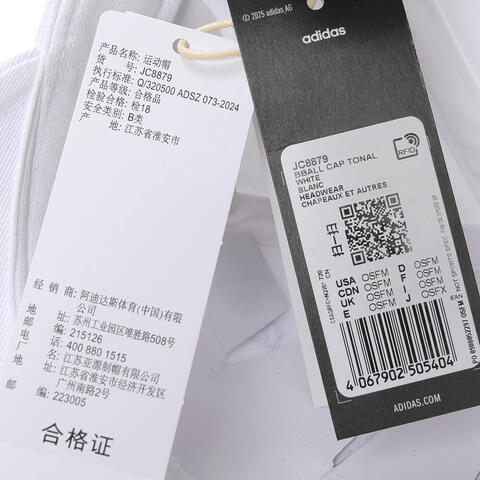 产品名称: 运动帽
货 号: JC8879
执行标准: Q/320500 ADSZ 073-2024
产品等级: 合格品
检验合格: 检18
安全类别: B类
产 地: 江苏省淮安市
经 销 商: 阿迪达斯体育(中国)有限
公司
地 址: 苏州工业园区唯胜路508号
邮 编: 215126
电 话: 400 880 1515
名 称: 江苏亚源制帽有限公司
地 址: 江苏省淮安市经济开发区
广州南路2号
邮 编: 223005
合格证
© 2025 adidas AG
adidas
JC8879
BBALL CAP TONAL
WHITE
BLANC
HEADWEAR
CHAPEAUX ET AUTRES
RFID
扫一扫
USA OSFM D OSFM
CDN OSFM F OSFM
UK OSFM I OSFM
E OSFM J OSFX
4 067902 505404
ADIDAS.COM